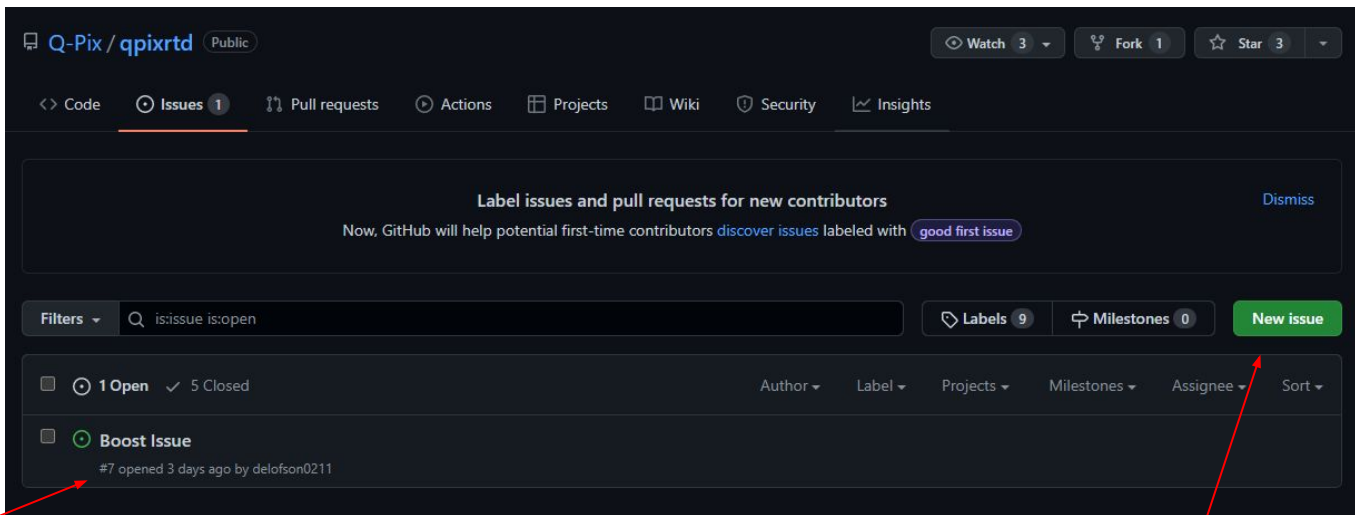 Q-Pix / qpixrtd Public Watch 3 Fork 1 Star 3
<> Code Issues 1 Pull requests Actions Projects Wiki Security Insights
Label issues and pull requests for new contributors Dismiss
Now, GitHub will help potential first-time contributors discover issues labeled with good first issue
Filters is:issue is:open Labels 9 Milestones 0 New issue
1 Open 5 Closed Author Label Projects Milestones Assignee Sort
Boost Issue
#7 opened 3 days ago by delofson0211